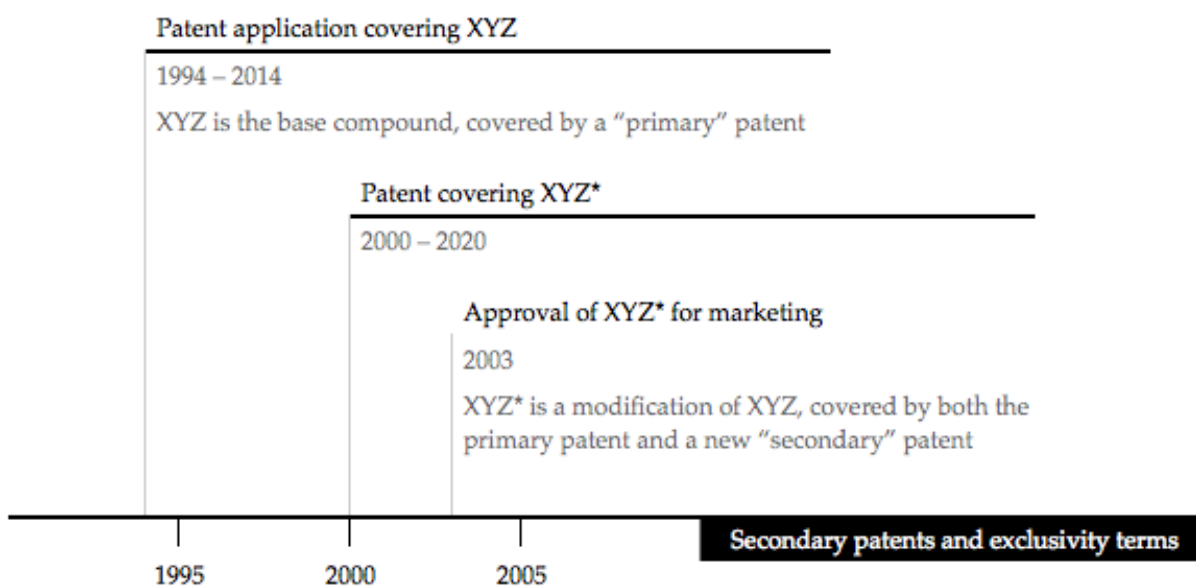 Patent application covering XYZ
1994 – 2014
XYZ is the base compound, covered by a “primary” patent
Patent covering XYZ*
2000 – 2020
Approval of XYZ* for marketing
2003
XYZ* is a modification of XYZ, covered by both the
primary patent and a new “secondary” patent
Secondary patents and exclusivity terms
1995 2000 2005